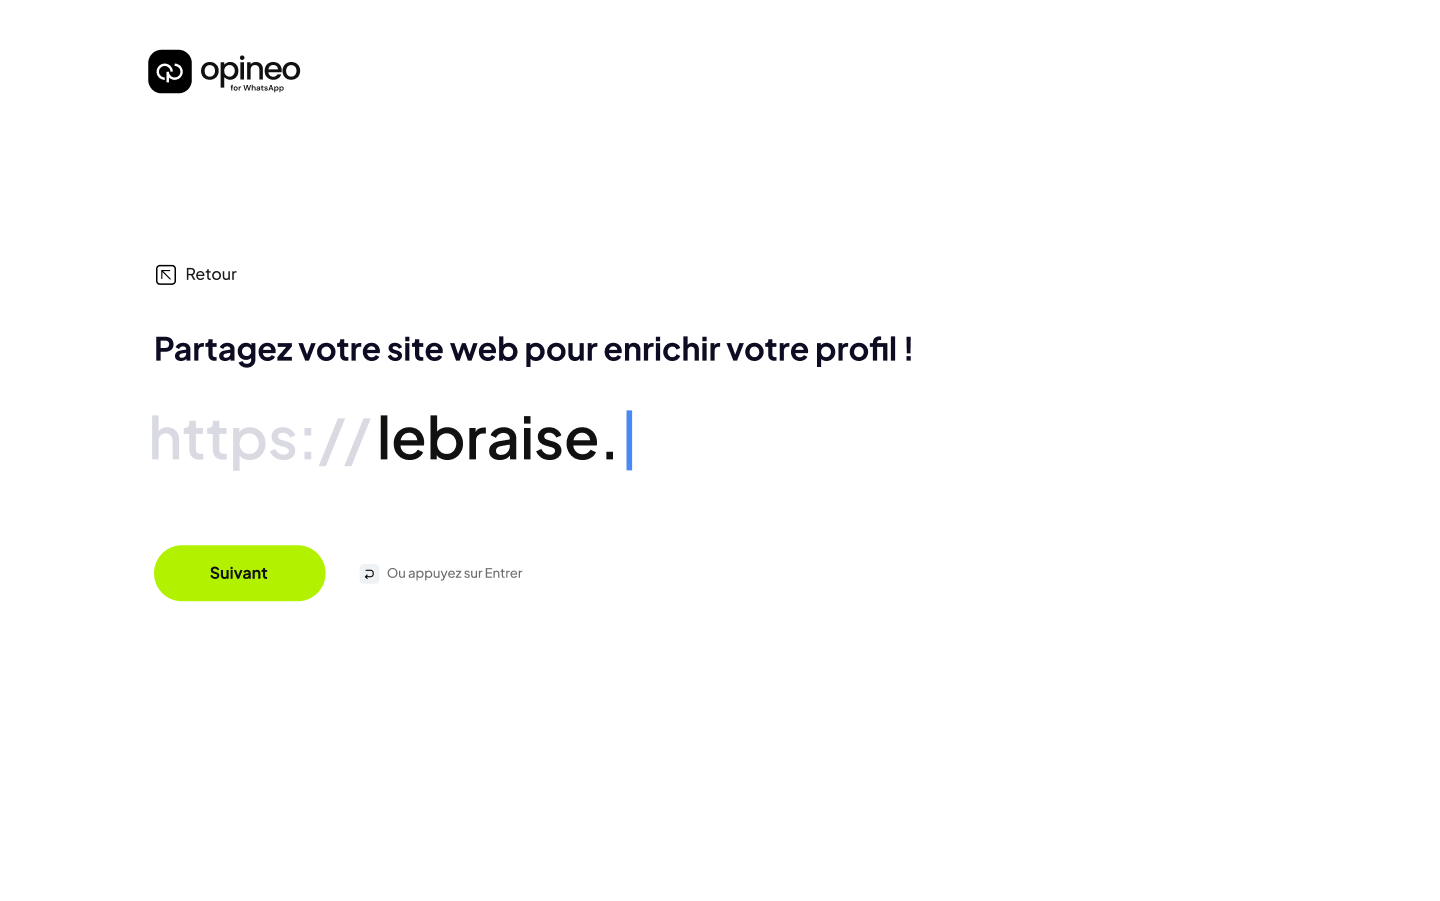 opineo
for WhatsApp
Retour
Partagez votre site web pour enrichir votre profil !
https://lebraise.
Suivant
Ou appuyez sur Entrer